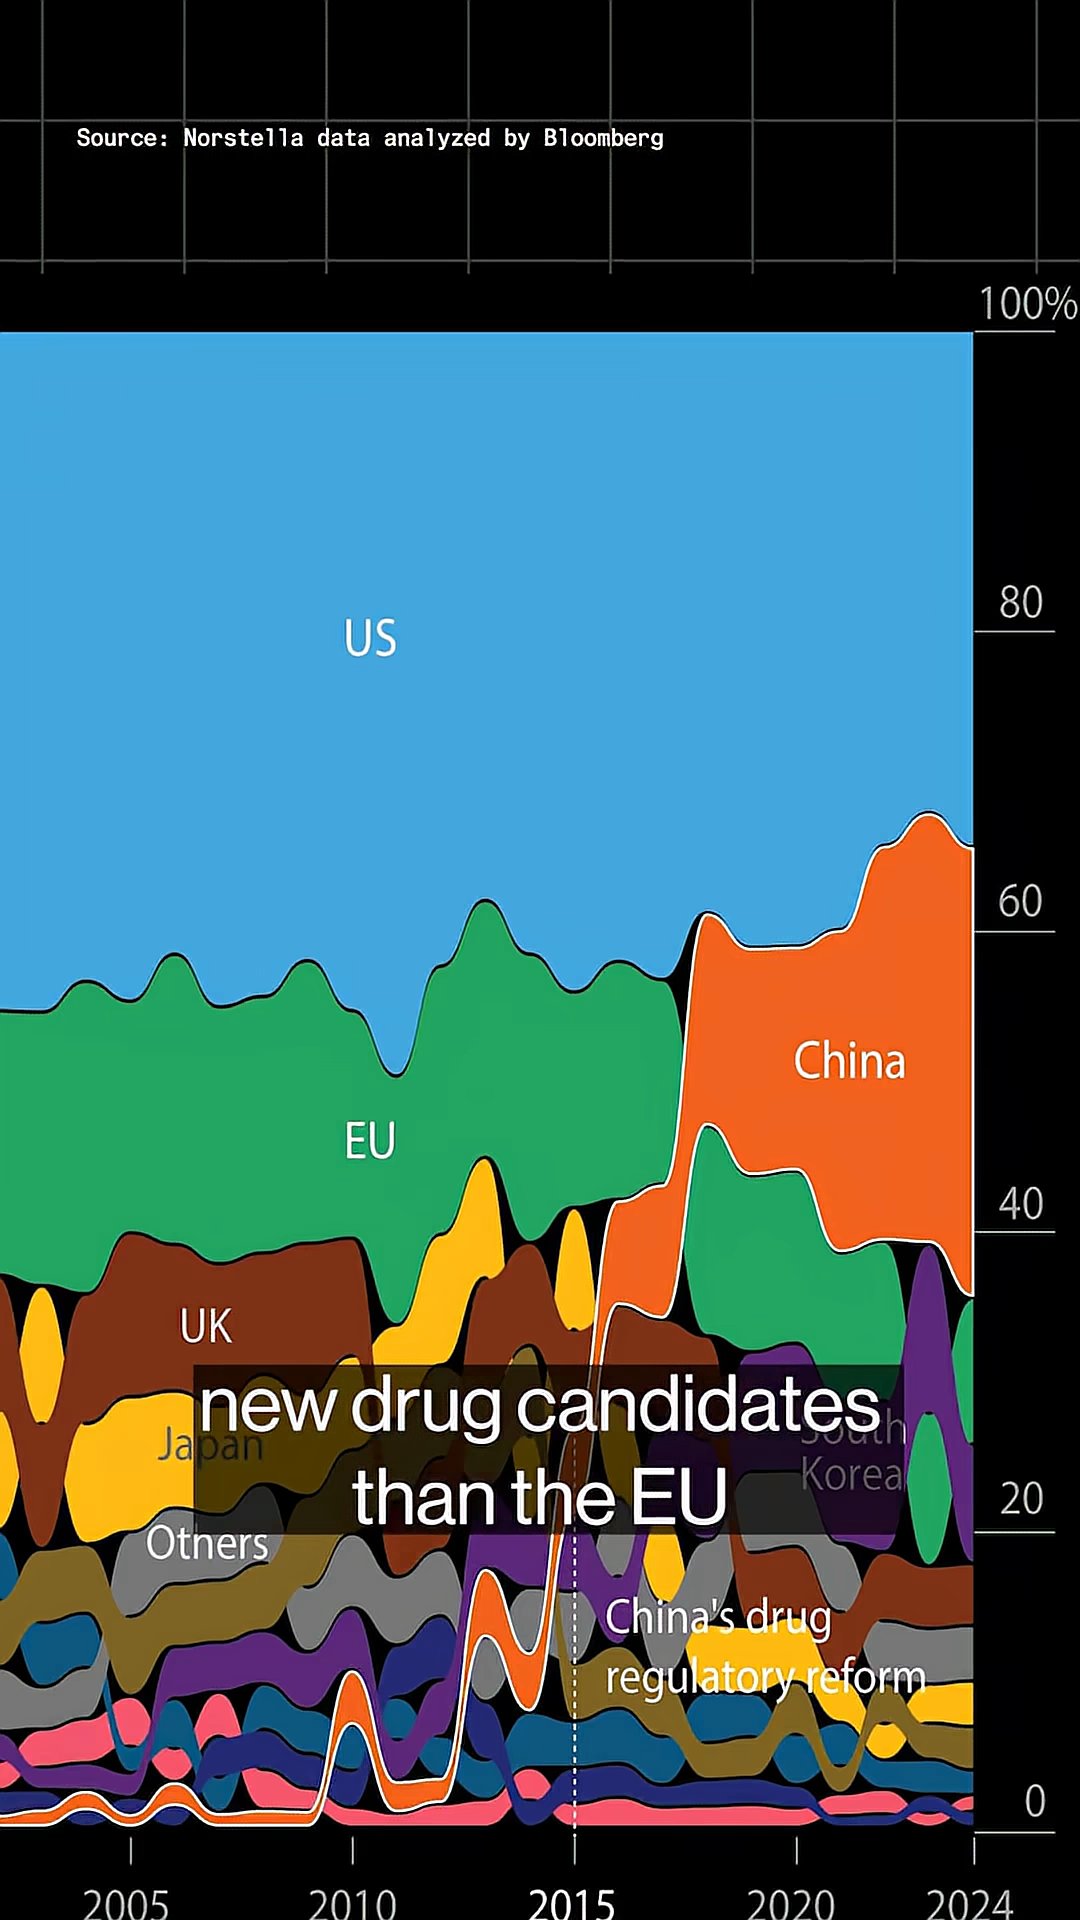 Source: Norstella data analyzed by Bloomberg
100%
80
US
60
China
EU
40
UK
new drug candidates
than the EU
Japan
South
Korea
20
Others
China's drug
regulatory reform
0
2005
2010
2015
2020
2024